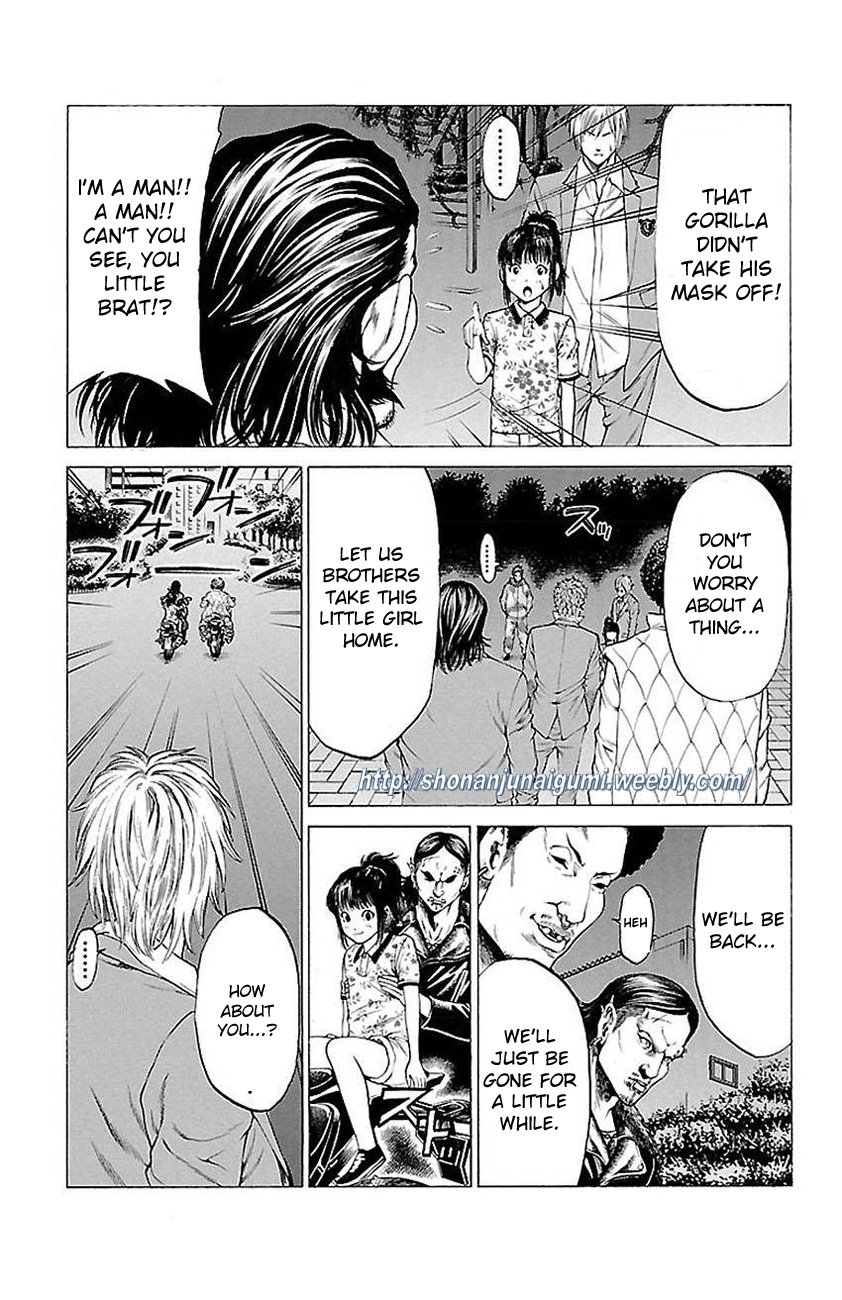 THAT
GORILLA
DIDN'T
TAKE HIS
MASK OFF!
I'M A MAN!!
A MAN!!
CAN'T YOU
SEE, YOU
LITTLE
BRAT!?
DON'T
YOU
WORRY
ABOUT A
THING...
スッ
LET US
BROTHERS
TAKE THIS
LITTLE GIRL
HOME.
http://shonanjunaigumi.weebly.com/
WE'LL BE
BACK...
HEH
WE'LL
JUST BE
GONE FOR
A LITTLE
WHILE.
ブォン
ブォ
ブォ
HOW
ABOUT
YOU...?